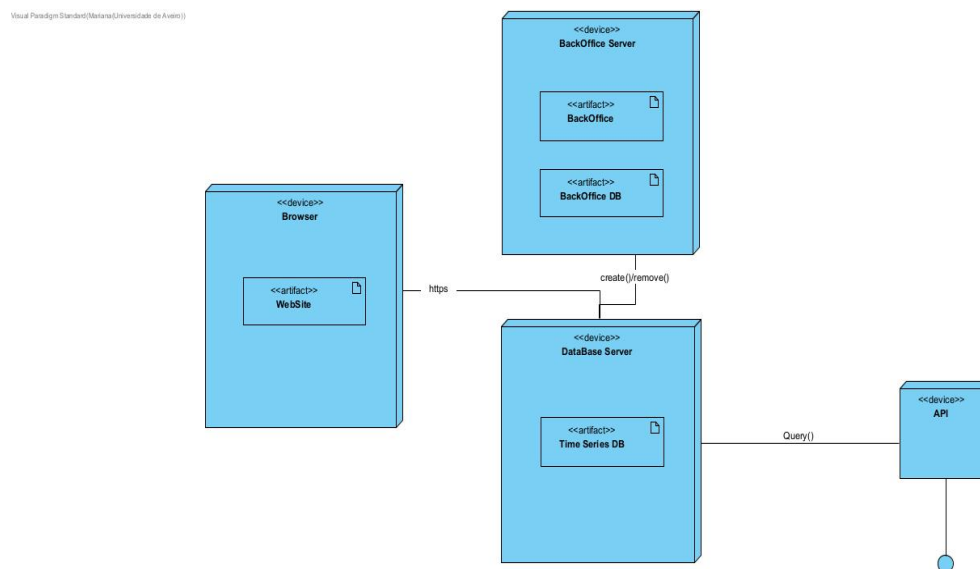 Visual Paradigm Standard(Mariana(Universidade de Aveiro))
<<device>>
BackOffice Server
<<artifact>>
BackOffice
<<artifact>>
BackOffice DB
<<device>>
Browser
<<artifact>>
WebSite
https
create()/remove()
<<device>>
DataBase Server
<<artifact>>
Time Series DB
Query()
<<device>>
API